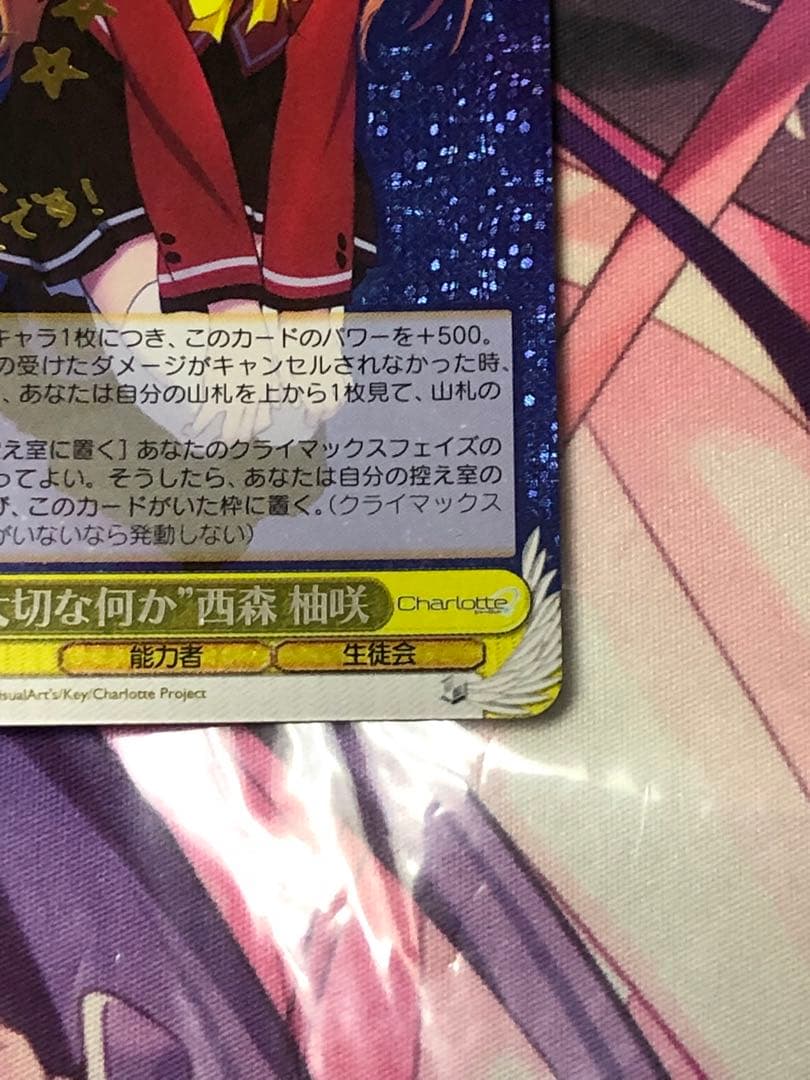 です!
キャラ1枚につき、このカードのパワーを+500。
の受けたダメージがキャンセルされなかった時、
、あなたは自分の山札を上から1枚見て、山札の
え室に置く］あなたのクライマックスフェイズの
ってよい。そうしたら、あなたは自分の控え室の
び、このカードがいた枠に置く。（クライマックス
がいないなら発動しない）
切な何か”西森 柚咲
Charlotte
能力者
生徒会
isualArt's/Key/Charlotte Project